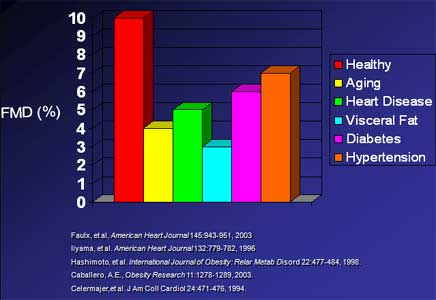 10
9
8
7
6
5
4
3
2
1
0
FMD (%)
Healthy
Aging
Heart Disease
Visceral Fat
Diabetes
Hypertension
Faulx, et al, American Heart Journal 145:943-951, 2003
Iiyama, et al. American Heart Journal 132:779-782, 1996
Hashimoto, et al. International Journal of Obesity: Relar Metab Disord 22:477-484, 1998.
Caballero, A.E., Obesity Research 11:1278-1289, 2003.
Celermajer,et al. J Am Coll Cardiol 24:471-476, 1994.